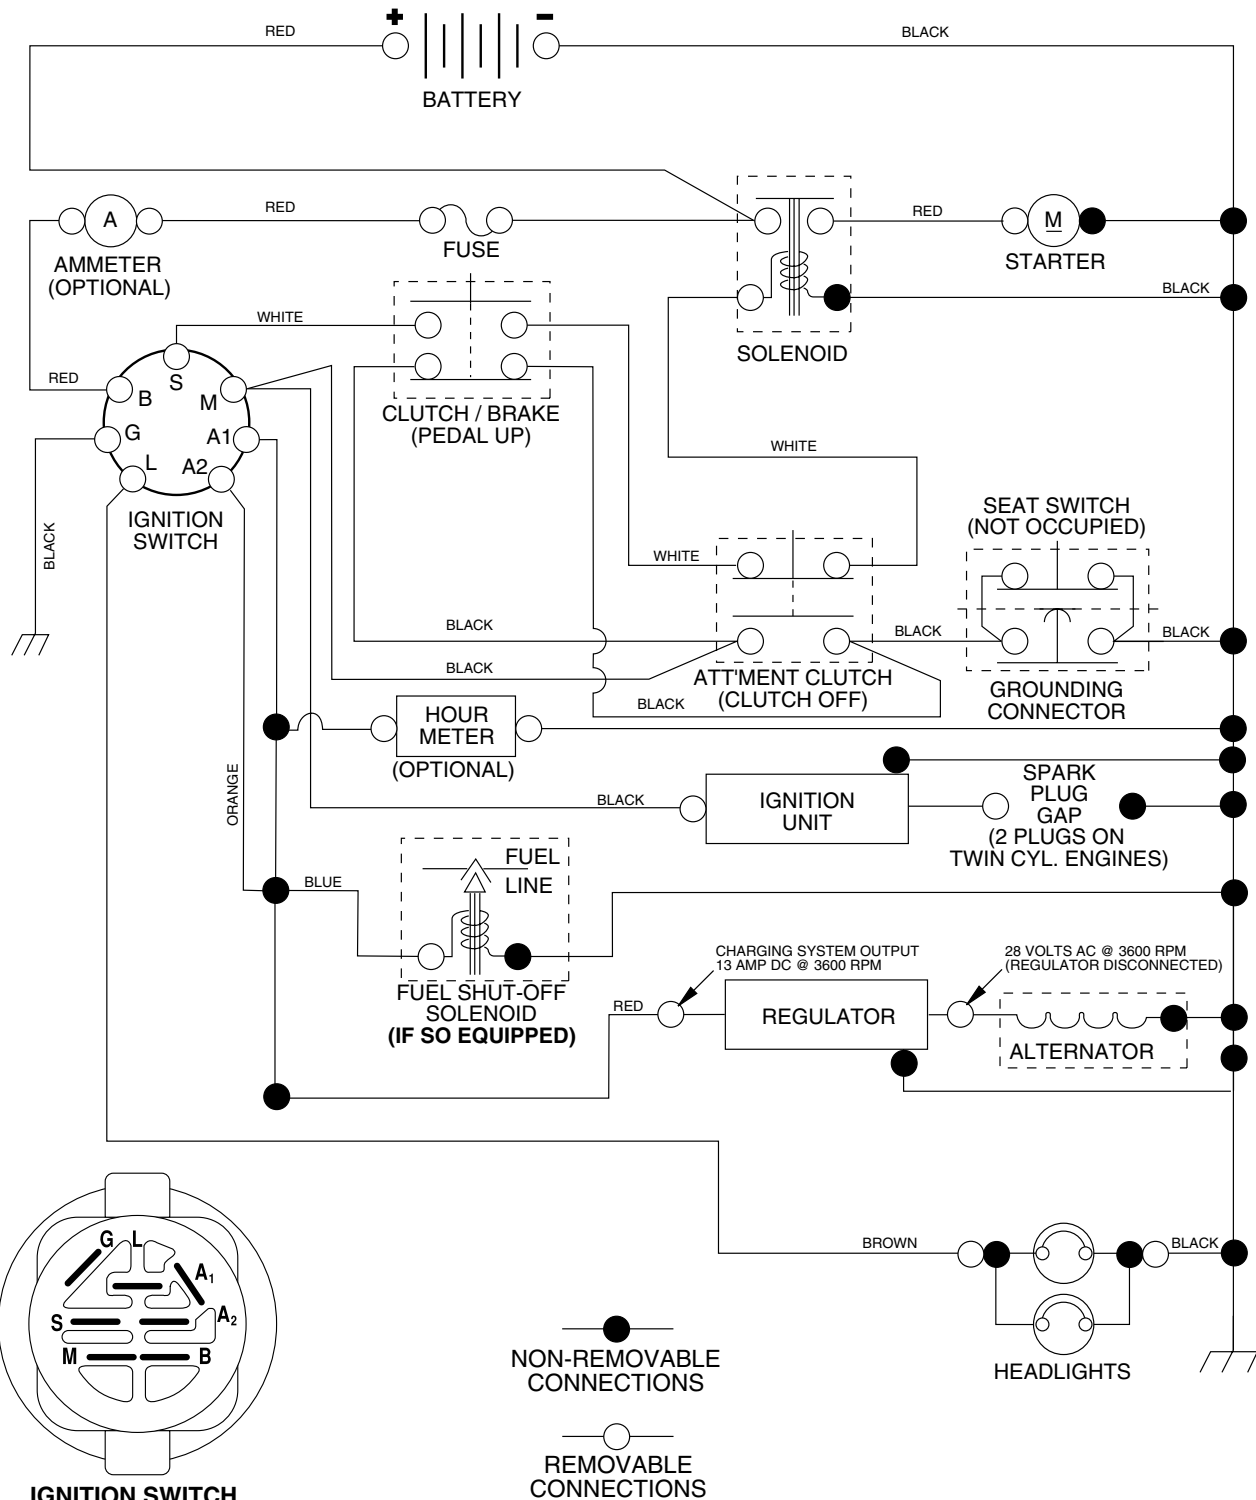 + -
RED
BLACK
BATTERY
A
RED
FUSE
RED
M
STARTER
AMMETER
(OPTIONAL)
BLACK
WHITE
SOLENOID
RED
S
B
M
G
A1
L
A2
CLUTCH / BRAKE
(PEDAL UP)
WHITE
IGNITION
SWITCH
BLACK
SEAT SWITCH
(NOT OCCUPIED)
WHITE
BLACK
BLACK
BLACK
BLACK
ATT'MENT CLUTCH
(CLUTCH OFF)
BLACK
GROUNDING
CONNECTOR
HOUR
METER
(OPTIONAL)
ORANGE
BLACK
IGNITION
UNIT
SPARK
PLUG
GAP
(2 PLUGS ON
TWIN CYL. ENGINES)
BLUE
FUEL
LINE
FUEL SHUT-OFF
SOLENOID
(IF SO EQUIPPED)
CHARGING SYSTEM OUTPUT
13 AMP DC @ 3600 RPM
28 VOLTS AC @ 3600 RPM
(REGULATOR DISCONNECTED)
RED
REGULATOR
ALTERNATOR
BROWN
BLACK
HEADLIGHTS
G L
A1
A2
S
M
B
IGNITION SWITCH
NON-REMOVABLE
CONNECTIONS
REMOVABLE
CONNECTIONS